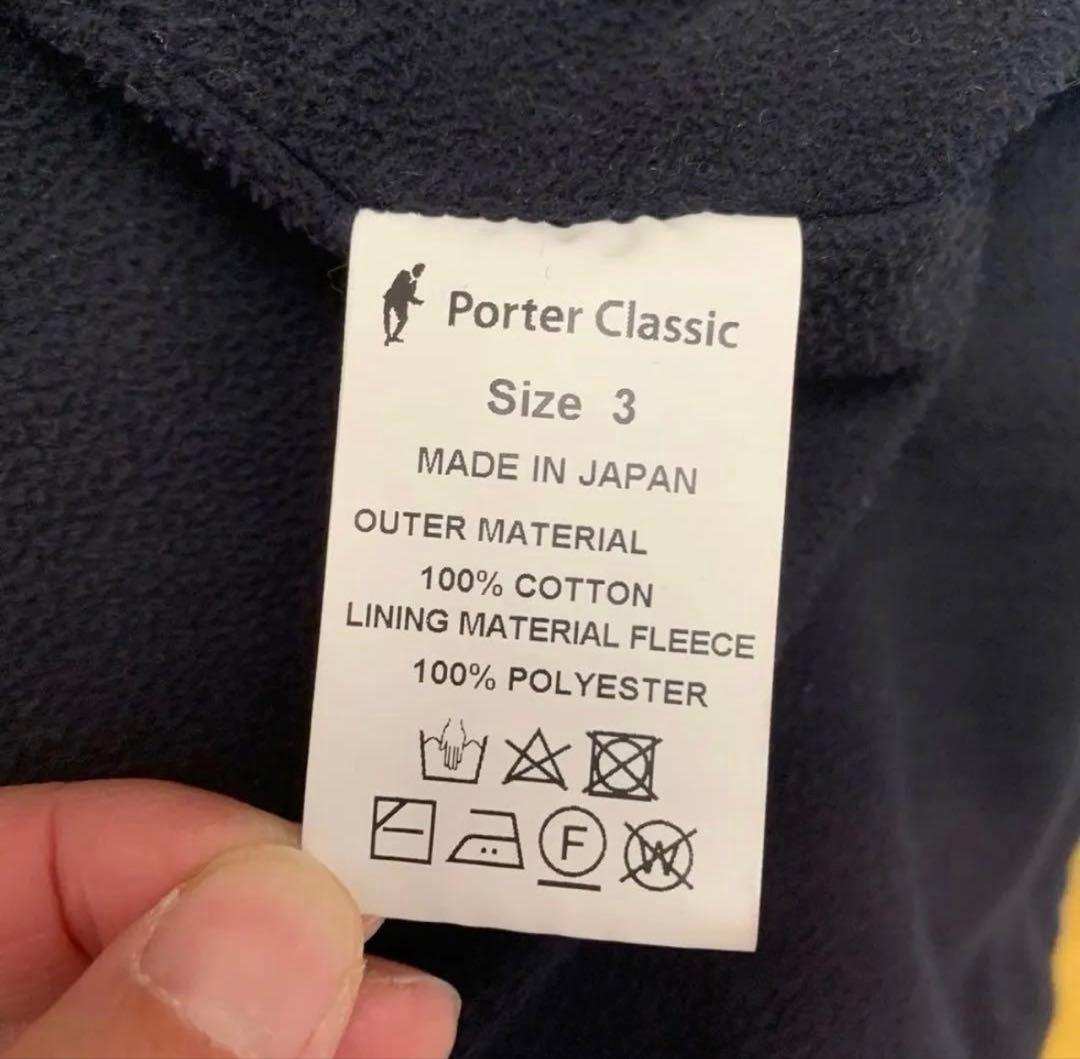 Porter Classic
Size 3
MADE IN JAPAN
OUTER MATERIAL
100% COTTON
LINING MATERIAL FLEECE
100% POLYESTER
F W